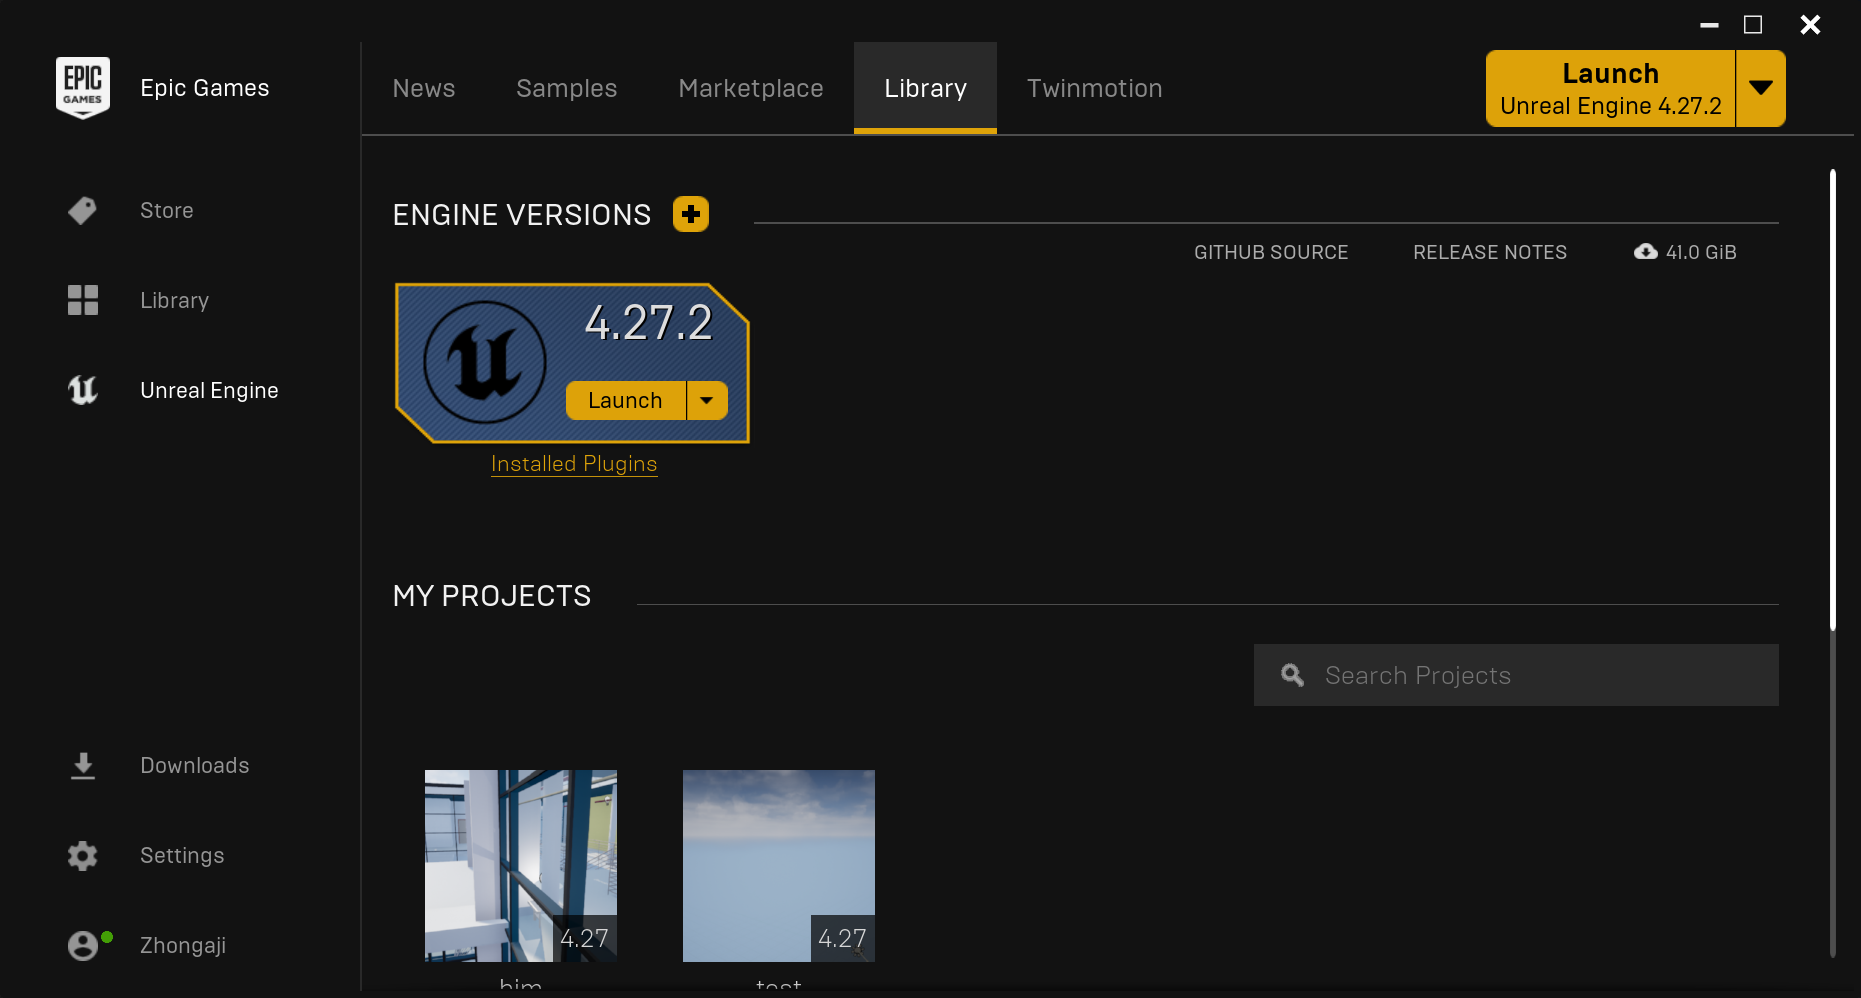 EPIC
GAMES
Epic Games
News
Samples
Marketplace
Library
Twinmotion
Launch
Unreal Engine 4.27.2
Store
Library
Unreal Engine
ENGINE VERSIONS
GITHUB SOURCE
RELEASE NOTES
41.0 GiB
4.27.2
Launch
Installed Plugins
MY PROJECTS
Search Projects
Downloads
Settings
Zhongaji
4.27
4.27
test